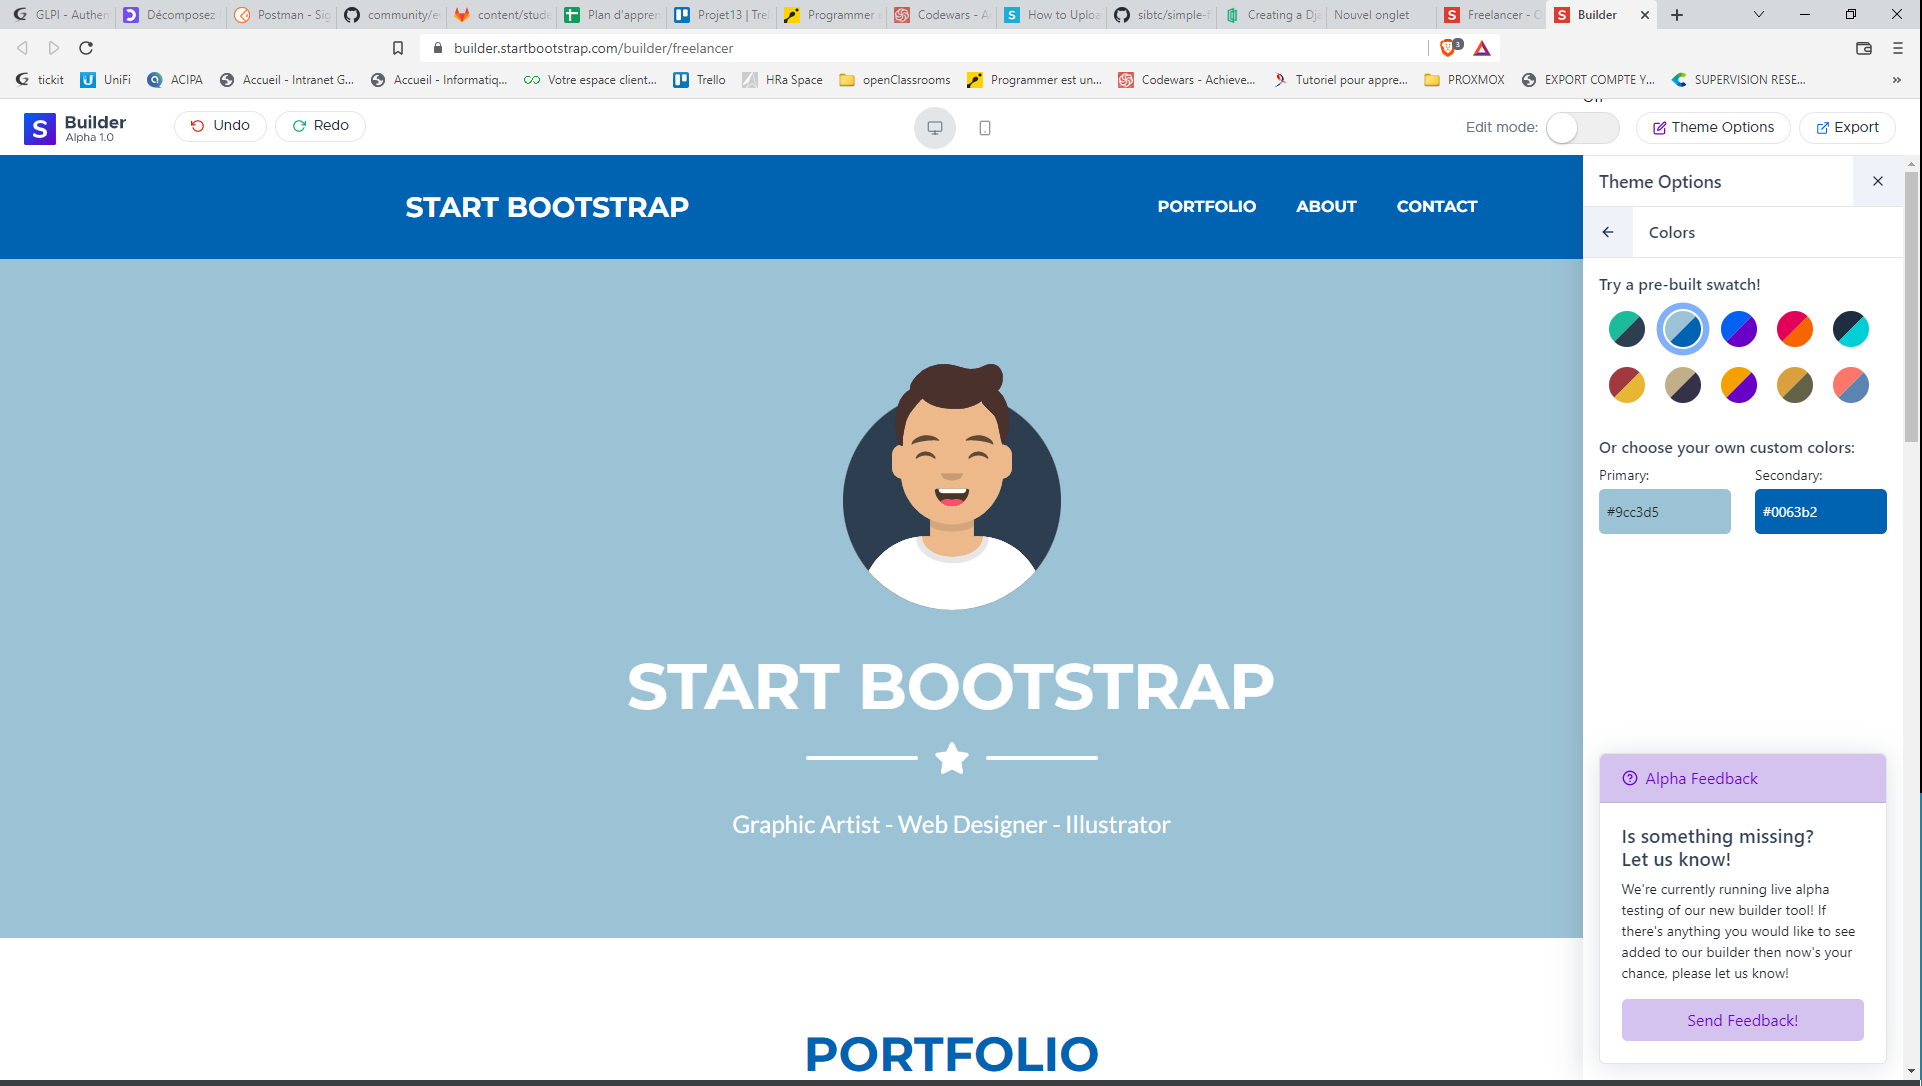 GLPI - Authen
Décomposez
Postman - Sig
community/e
content/stude
Plan d'appren
Projet13 | Trel
Programmer
Codewars - A
How to Uploa
sibtc/simple-f
Creating a Dj
Nouvel onglet
Freelancer - O
Builder
builder.startbootstrap.com/builder/freelancer
3
tickit
UniFi
ACIPA
Accueil - Intranet G...
Accueil - Informatiq...
Votre espace client...
Trello
HRa Space
openClassrooms
Programmer est un...
Codewars - Achieve...
Tutoriel pour appre...
PROXMOX
EXPORT COMPTE Y...
SUPERVISION RESE...
»
S
Builder
Alpha 1.0
Undo
Redo
Edit mode:
Off
Theme Options
Export
START BOOTSTRAP
PORTFOLIO
ABOUT
CONTACT
START BOOTSTRAP
Graphic Artist - Web Designer - Illustrator
PORTFOLIO
Theme Options
Colors
Try a pre-built swatch!
Or choose your own custom colors:
Primary:
Secondary:
#9cc3d5
#0063b2
Alpha Feedback
Is something missing?
Let us know!
We're currently running live alpha
testing of our new builder tool! If
there's anything you would like to see
added to our builder then now's your
chance, please let us know!
Send Feedback!